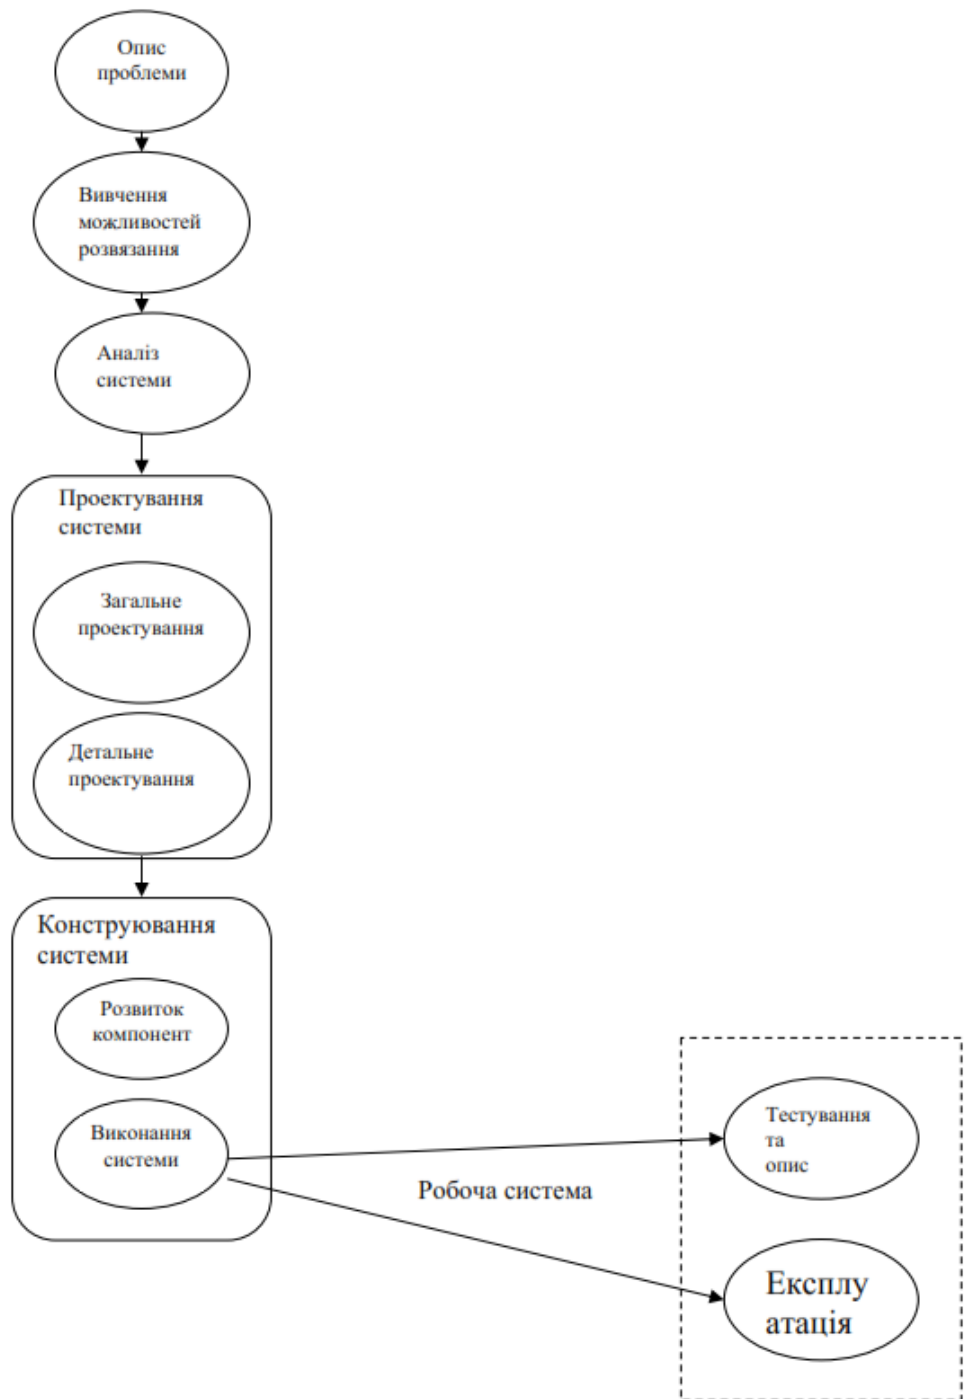 Опис
проблеми
Вивчення
можливостей
розвязання
Аналіз
системи
Проектування
системи
Загальне
проектування
Детальне
проектування
Конструювання
системи
Розвиток
компонент
Виконання
системи
Робоча система
Тестування
та
опис
Експлу
атація